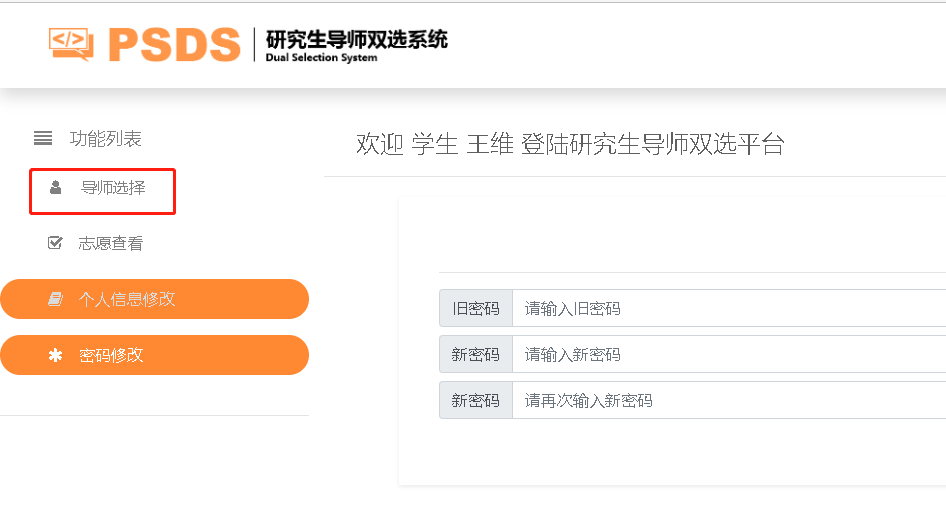 </> PSDS 研究生导师双选系统
Dual Selection System
功能列表
导师选择
志愿查看
个人信息修改
密码修改
欢迎 学生 王维 登陆研究生导师双选平台
旧密码 请输入旧密码
新密码 请输入新密码
新密码 请再次输入新密码